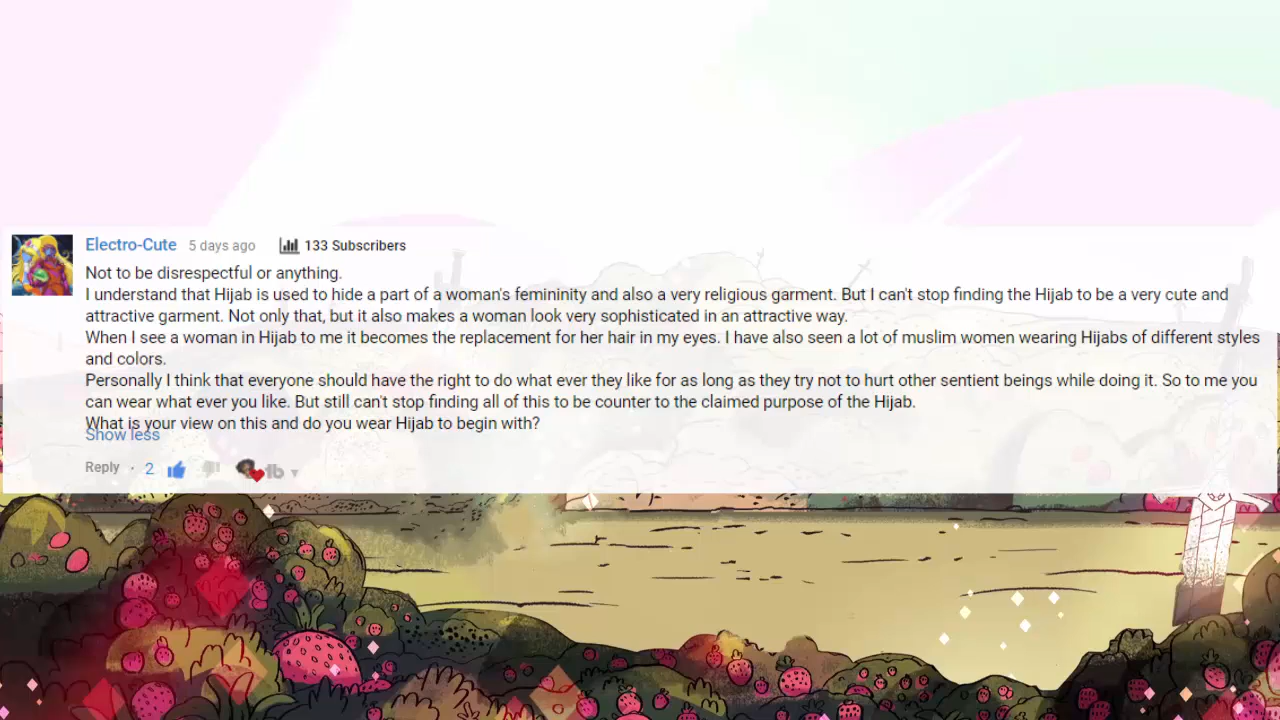 Electro-Cute 5 days ago 133 Subscribers
Not to be disrespectful or anything.
I understand that Hijab is used to hide a part of a woman's femininity and also a very religious garment. But I can't stop finding the Hijab to be a very cute and
attractive garment. Not only that, but it also makes a woman look very sophisticated in an attractive way.
When I see a woman in Hijab to me it becomes the replacement for her hair in my eyes. I have also seen a lot of muslim women wearing Hijabs of different styles
and colors.
Personally I think that everyone should have the right to do what ever they like for as long as they try not to hurt other sentient beings while doing it. So to me you
can wear what ever you like. But still can't stop finding all of this to be counter to the claimed purpose of the Hijab.
What is your view on this and do you wear Hijab to begin with?
Show less
Reply · 2